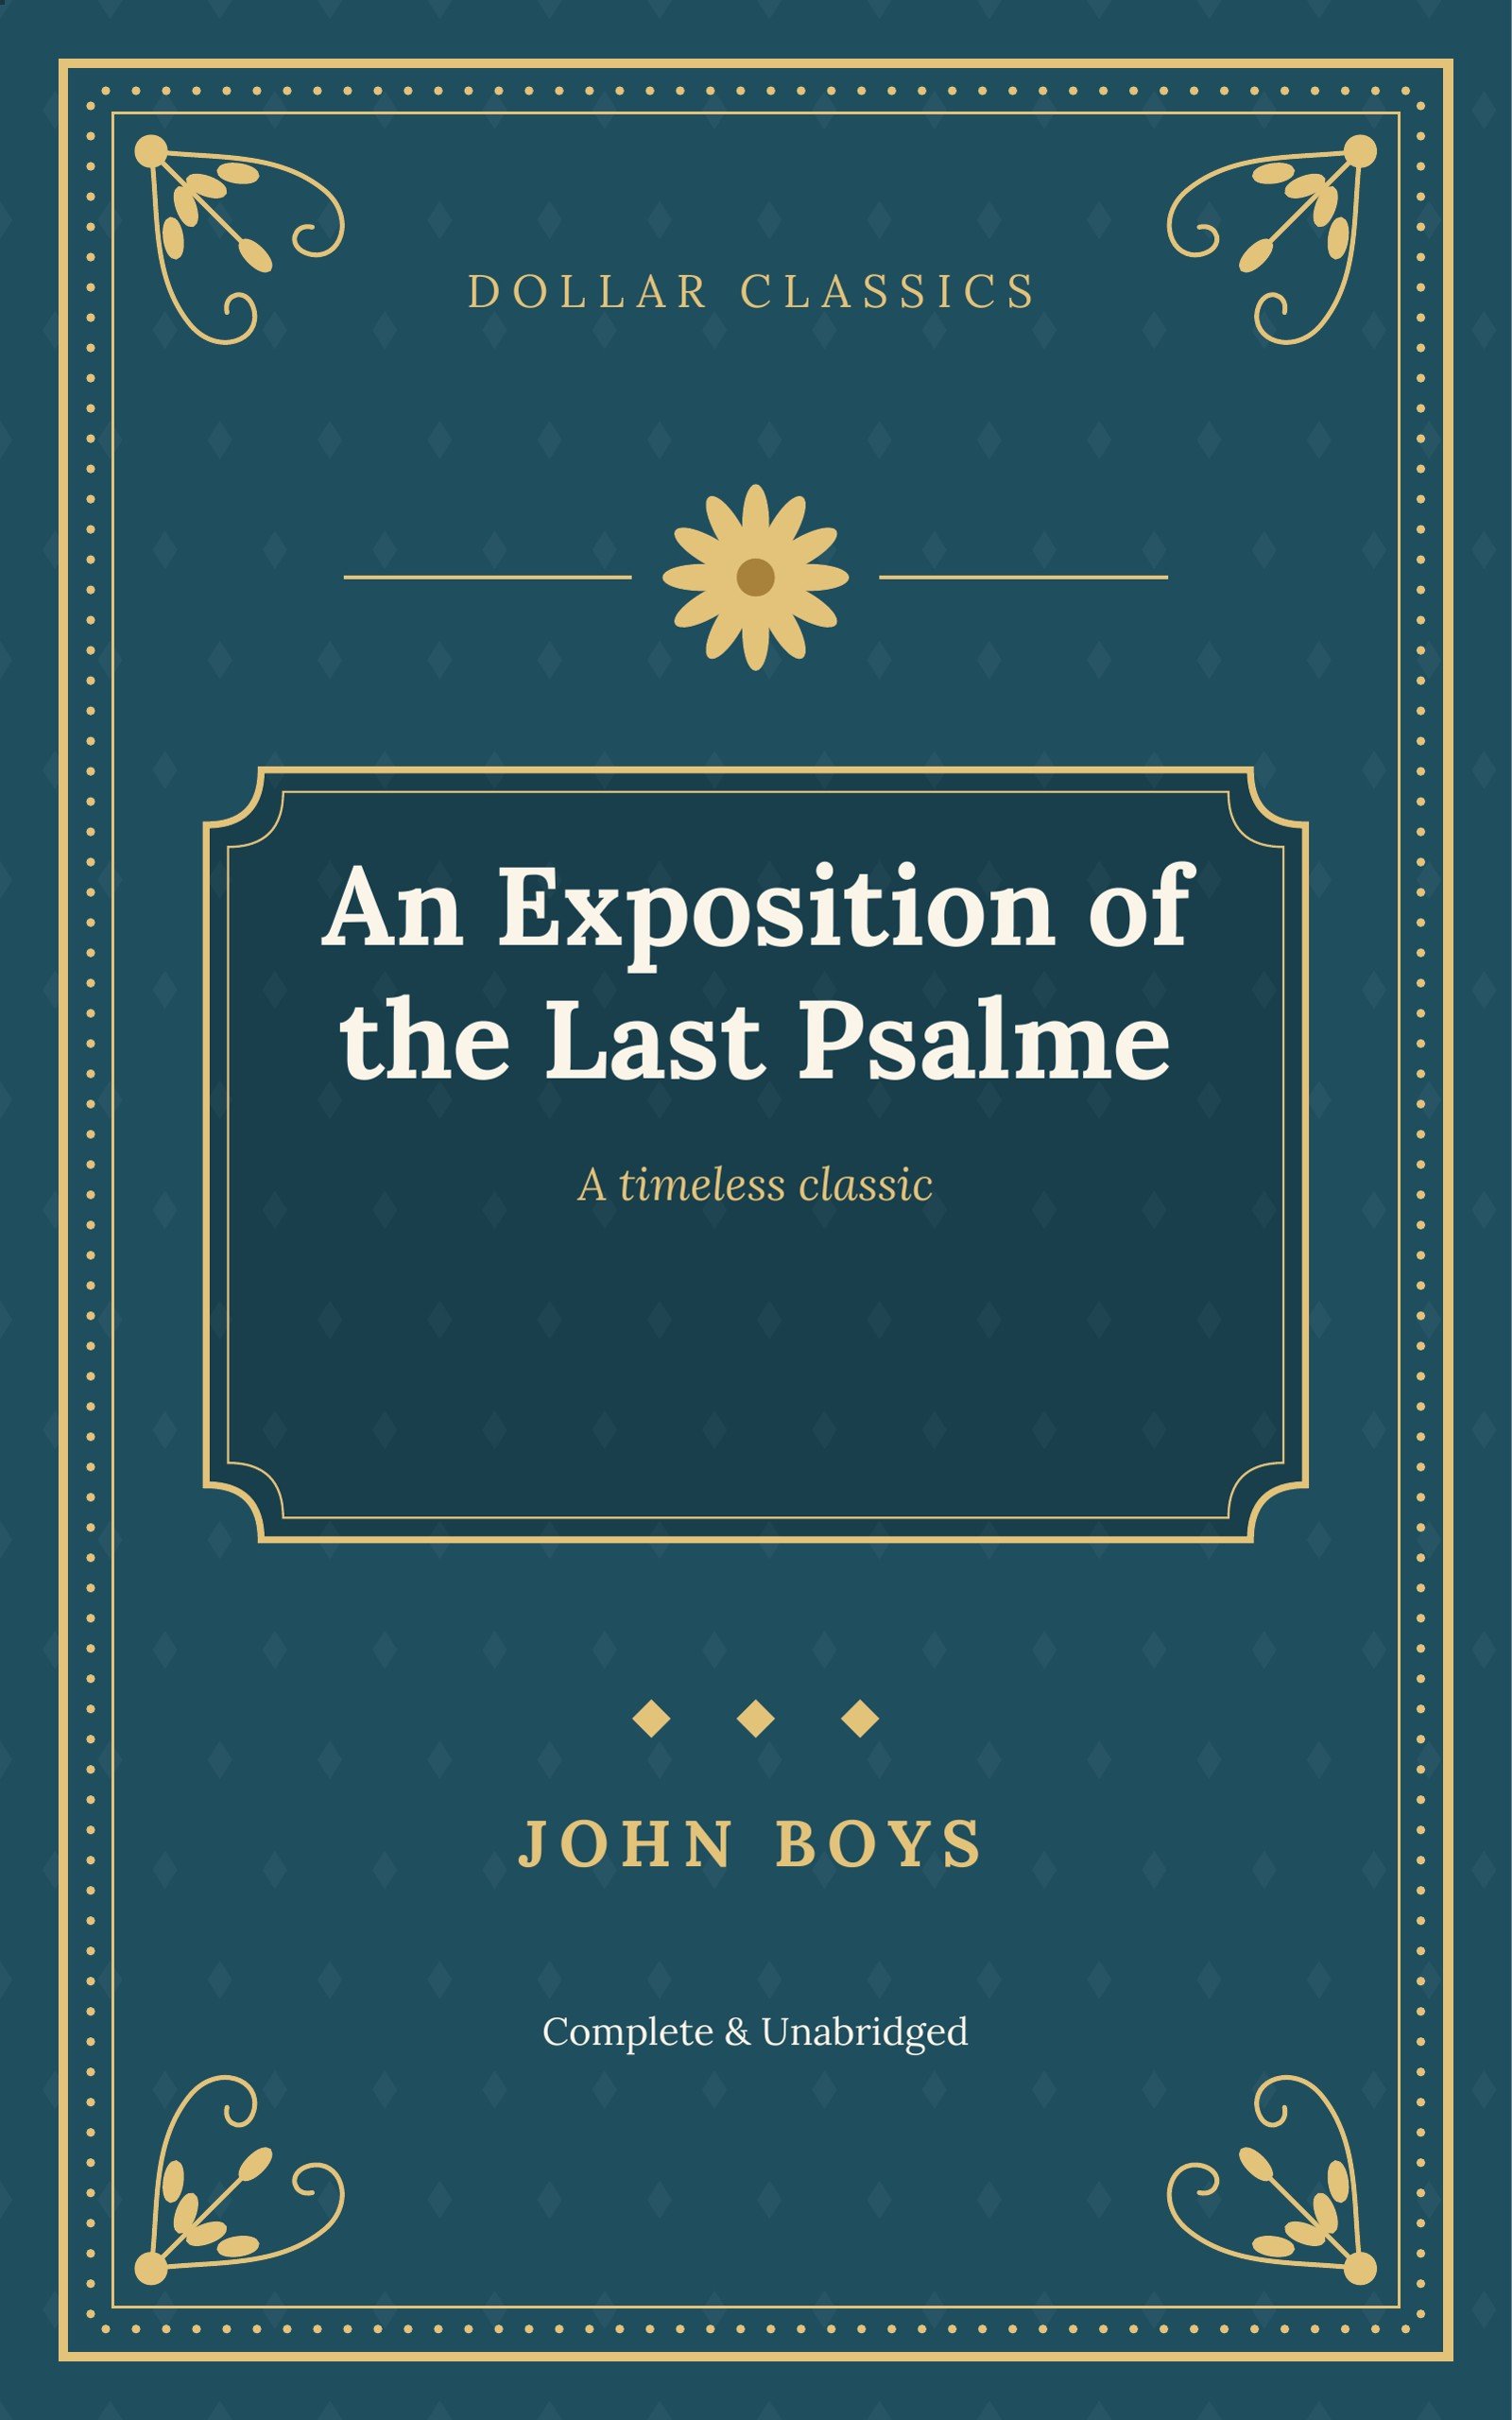 DOLLAR CLASSICS
An Exposition of
the Last Psalme
A timeless classic
JOHN BOYS
Complete & Unabridged